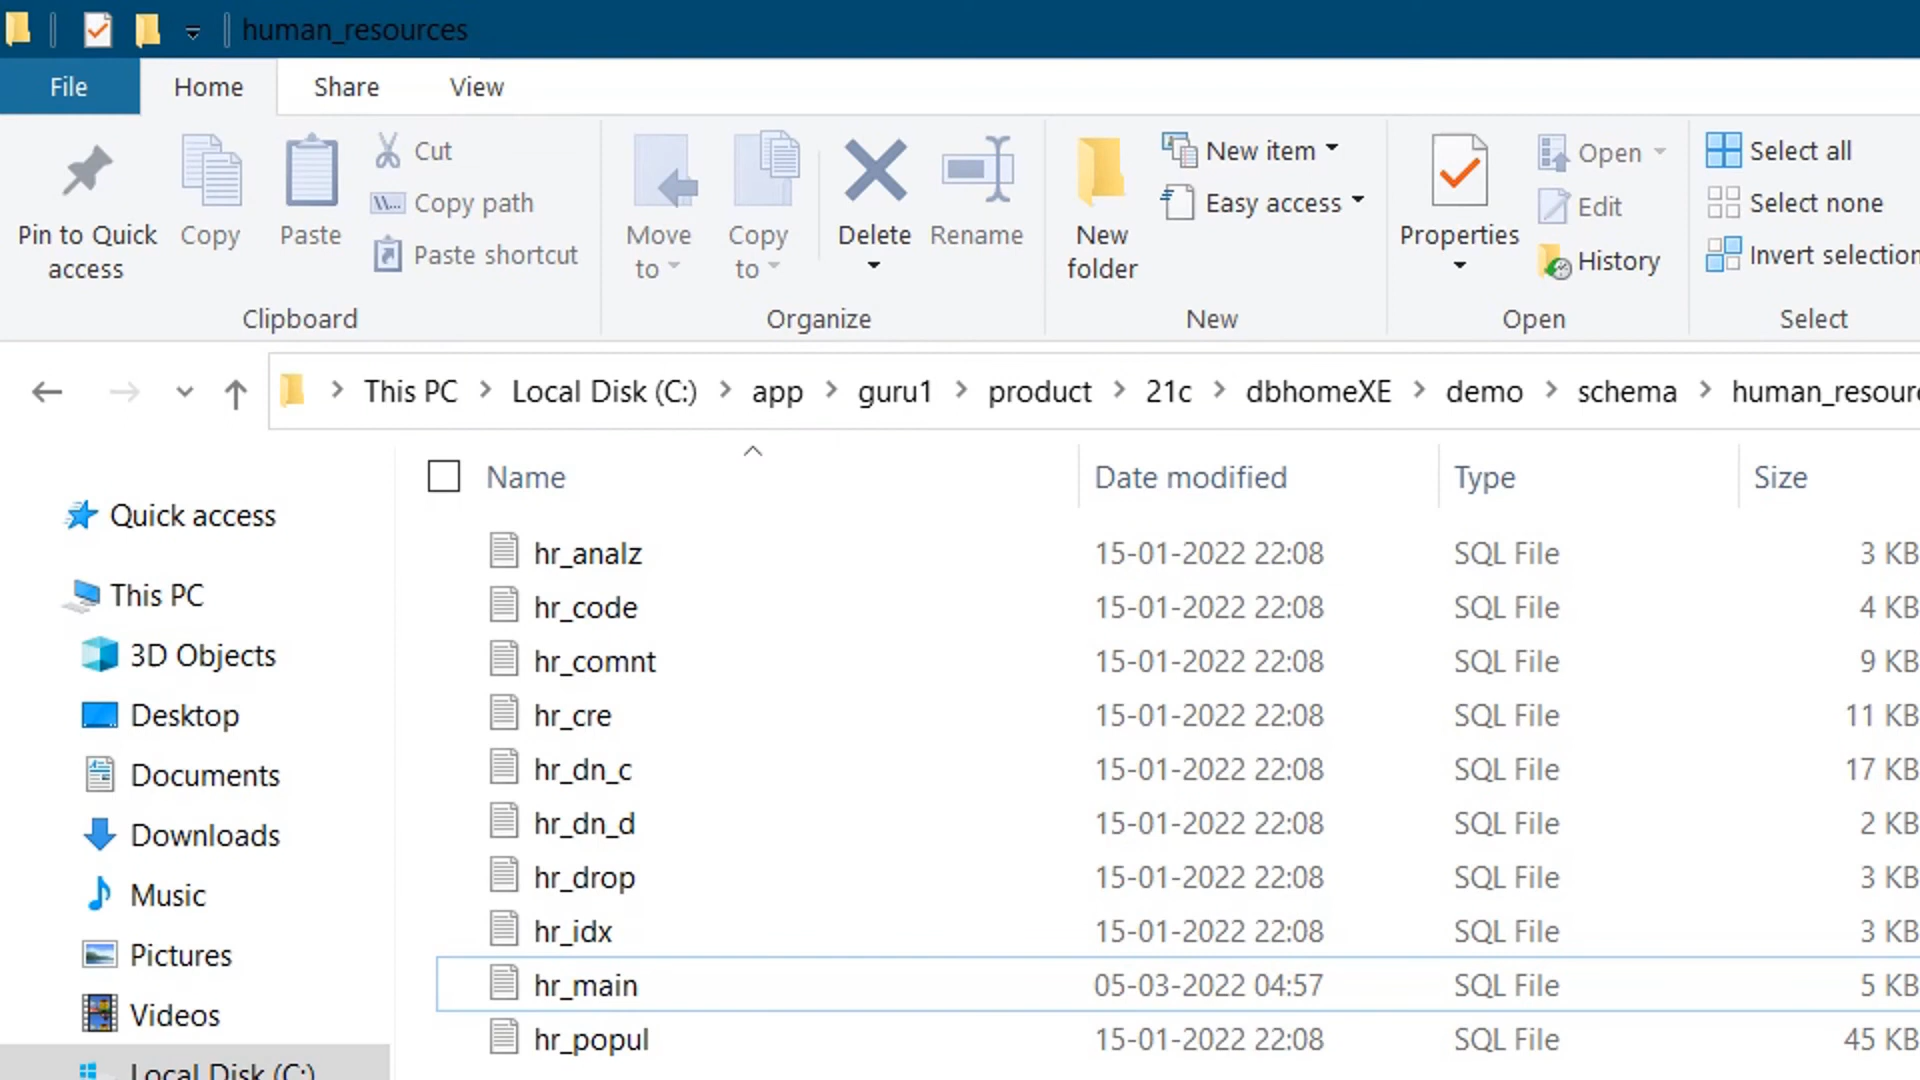 human_resources
File Home Share View
Pin to Quick access
Copy
Paste
Cut
Copy path
Paste shortcut
Clipboard
Move to
Copy to
Delete
Rename
Organize
New folder
New item
Easy access
New
Properties
Open
Edit
History
Open
Select all
Select none
Invert selection
Select
This PC Local Disk (C:) app guru1 product 21c dbhomeXE demo schema human_resour
Name Date modified Type Size
Quick access
This PC
3D Objects
Desktop
Documents
Downloads
Music
Pictures
Videos
Local Disk (C:)
hr_analz 15-01-2022 22:08 SQL File 3 KB
hr_code 15-01-2022 22:08 SQL File 4 KB
hr_comnt 15-01-2022 22:08 SQL File 9 KB
hr_cre 15-01-2022 22:08 SQL File 11 KB
hr_dn_c 15-01-2022 22:08 SQL File 17 KB
hr_dn_d 15-01-2022 22:08 SQL File 2 KB
hr_drop 15-01-2022 22:08 SQL File 3 KB
hr_idx 15-01-2022 22:08 SQL File 3 KB
hr_main 05-03-2022 04:57 SQL File 5 KB
hr_popul 15-01-2022 22:08 SQL File 45 KB